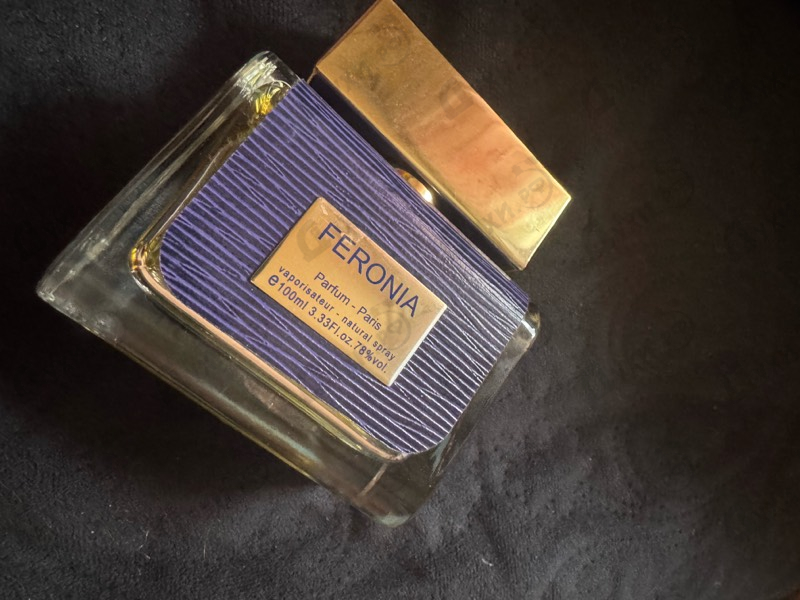 FERONIA
Parfum - Paris
vaporisateur - natural spray
e100ml 3.33Fl.oz.78%vol.